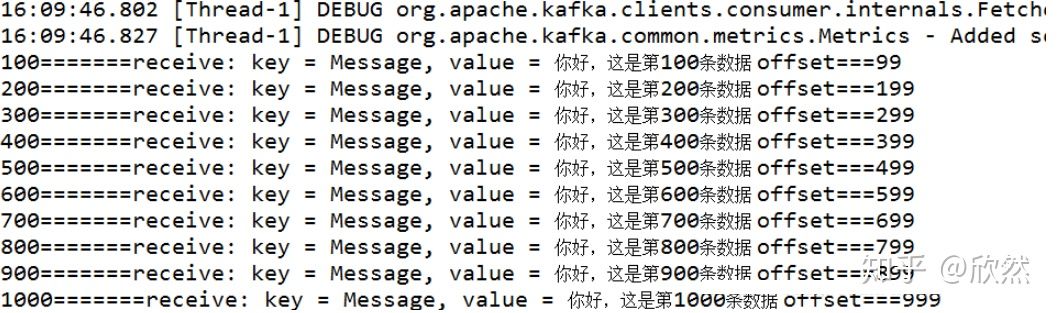 16:09:46.802 [Thread-1] DEBUG org.apache.kafka.clients.consumer.internals.Fetche
16:09:46.827 [Thread-1] DEBUG org.apache.kafka.common.metrics.Metrics - Added se
100=======receive: key = Message, value = 你好，这是第100条数据 offset===99
200=======receive: key = Message, value = 你好，这是第200条数据 offset===199
300=======receive: key = Message, value = 你好，这是第300条数据 offset===299
400=======receive: key = Message, value = 你好，这是第400条数据 offset===399
500=======receive: key = Message, value = 你好，这是第500条数据 offset===499
600=======receive: key = Message, value = 你好，这是第600条数据 offset===599
700=======receive: key = Message, value = 你好，这是第700条数据 offset===699
800=======receive: key = Message, value = 你好，这是第800条数据 offset===799
900=======receive: key = Message, value = 你好，这是第900条数据 offset===899
1000=======receive: key = Message, value = 你好，这是第1000条数据 offset===999
知乎 @欣然